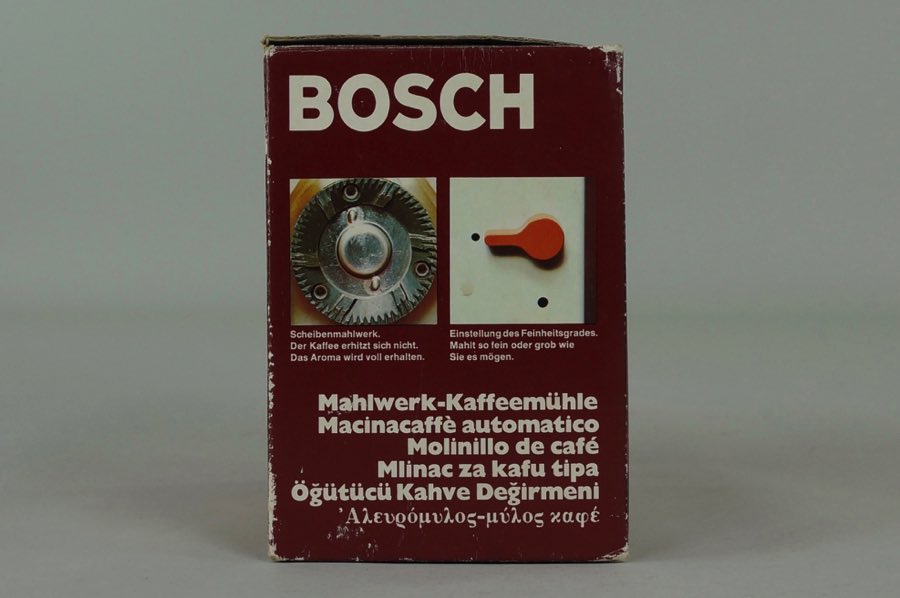 BOSCH
Scheibenmahlwerk.
Der Kaffee erhitzt sich nicht.
Das Aroma wird voll erhalten.
Einstellung des Feinheitsgrades.
Mahlt so fein oder grob wie
Sie es mögen.
Mahlwerk-Kaffeemühle
Macinacaffè automatico
Molinillo de café
Mlinac za kafu tipa
Öğütücü Kahve Değirmeni
Ἀλευρόμυλος-μύλος καφέ